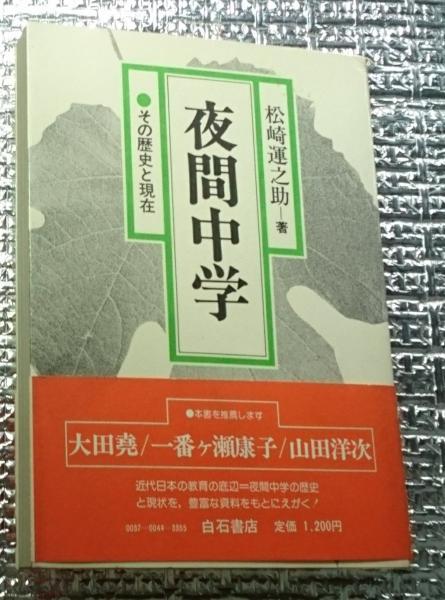 松崎運之助―著
夜間中学
●その歴史と現在
●本書を推薦します
大田堯/一番ヶ瀬康子/山田洋次
近代日本の教育の底辺=夜間中学の歴史
と現状を,豊富な資料をもとにえがく!
0037―0044―3355 白石書店 定価 1,200円